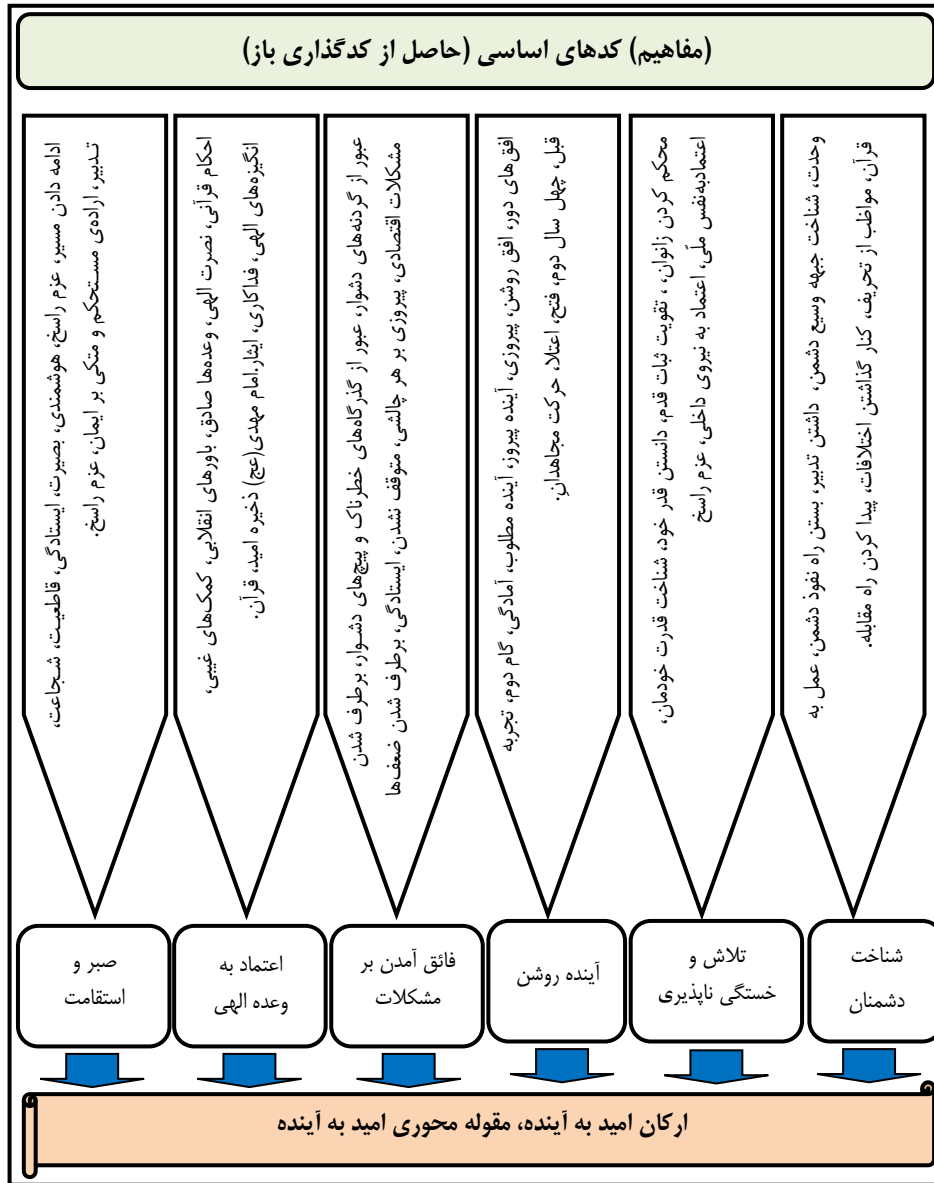 (مفاهیم) کدهای اساسی (حاصل از کدگذاری باز)
وحدت، شناخت جبهه وسیع دشمن، داشتن تدبیر، بستن راه نفوذ دشمن، عمل به
قرآن، مواظب از تحریف، کنار گذاشتن اختلافات، پیدا کردن راه مقابله.
محکم کردن زانوان، ، تقویت ثبات قدم، دانستن قدر خود، شناخت قدرت خودمان،
اعتمادبه‌نفس ملّی، اعتماد به نیروی داخلی، عزم راسخ
افق‌های دور، افق روشن، پیروزی، آینده پیروز، آینده مطلوب، آمادگی، گام دوم، تجربه
قبل، چهل سال دوم، فتح، اعتلا، حرکت مجاهدانِ.
عبور از گردنه‌های دشوار، عبور از گذرگاه‌های خطرناک و پیچ‌های دشوار، برطرف شدن
مشکلات اقتصادی، پیروزی بر هر چالشی، متوقف نشدن، ایستادگی، برطرف شدن ضعف‌ها
احکام قرآنی، نصرت الهی، وعده‌ها صادق، باورهای انقلابی، کمک‌های غیبی،
انگیزه‌های الهی، فداکاری، ایثار.امام مهدی(عج) ذخیره امید، قرآن.
ادامه دادن مسیر، عزم راسخ، هوشمندی، بصیرت، ایستادگی، قاطعیت، شجاعت،
تدبیر، اراده‌ی مستحکم و متکی بر ایمان، عزم راسخ.
شناخت
دشمنان
تلاش و
خستگی ناپذیری
آینده روشن
فائق آمدن بر
مشکلات
اعتماد به
وعده الهی
صبر و
استقامت
ارکان امید به آینده، مقوله محوری امید به آینده